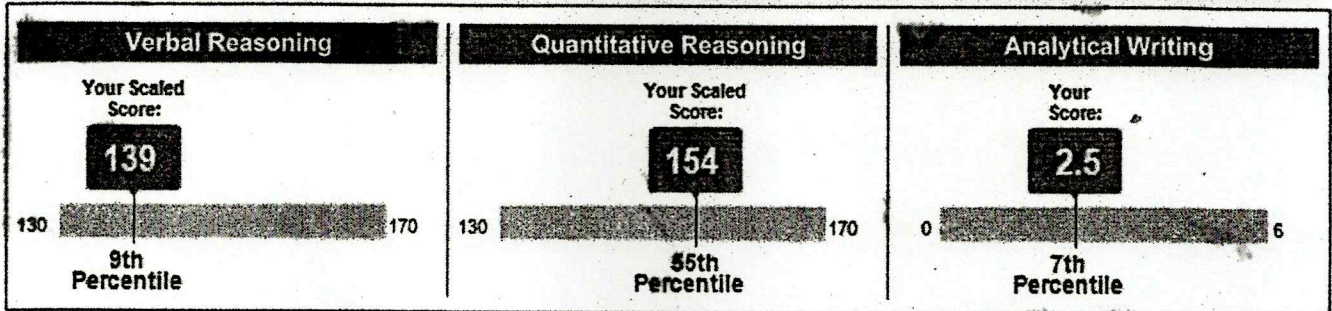 Verbal Reasoning
Your Scaled
Score:
139
130
170
9th
Percentile
Quantitative Reasoning
Your Scaled
Score:
154
130
170
55th
Percentile
Analytical Writing
Your
Score:
2.5
0
6
7th
Percentile